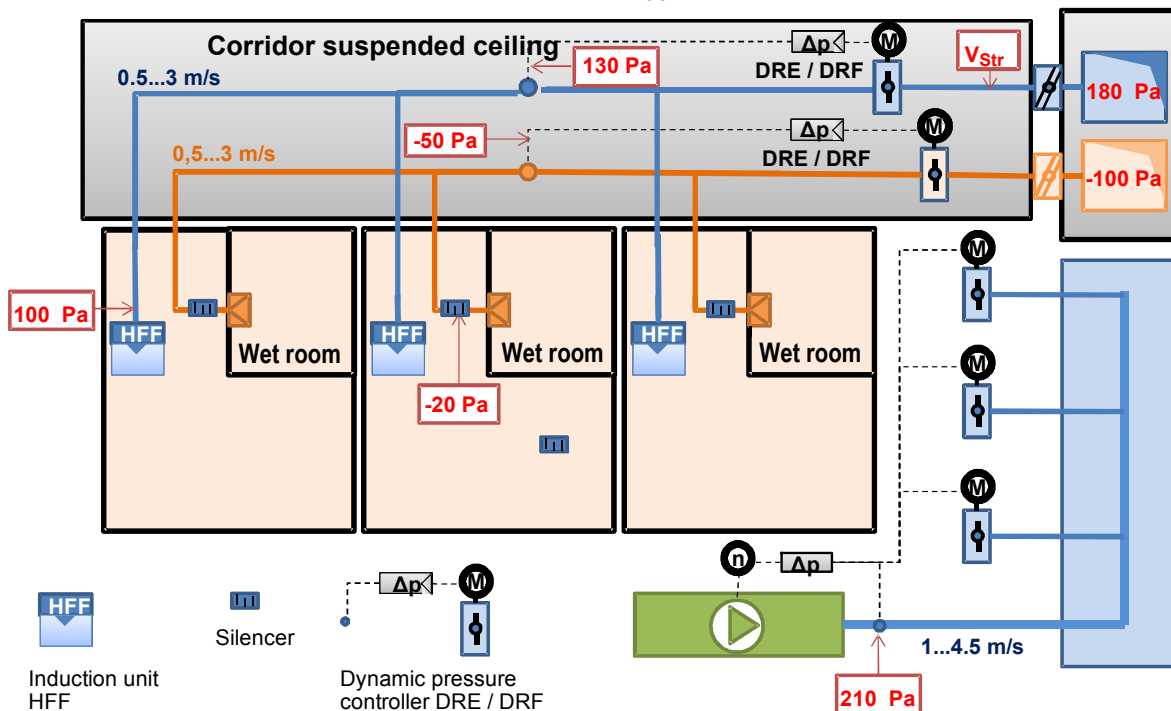 Corridor suspended ceiling
Δp
M
DRE / DRF
VStr
130 Pa
0.5...3 m/s
180 Pa
-50 Pa
Δp
M
DRE / DRF
0,5...3 m/s
-100 Pa
M
100 Pa
HFF
Wet room
HFF
Wet room
HFF
Wet room
-20 Pa
M
M
n
Δp
1...4.5 m/s
210 Pa
HFF
Induction unit
HFF
Silencer
Δp
M
Dynamic pressure
controller DRE / DRF